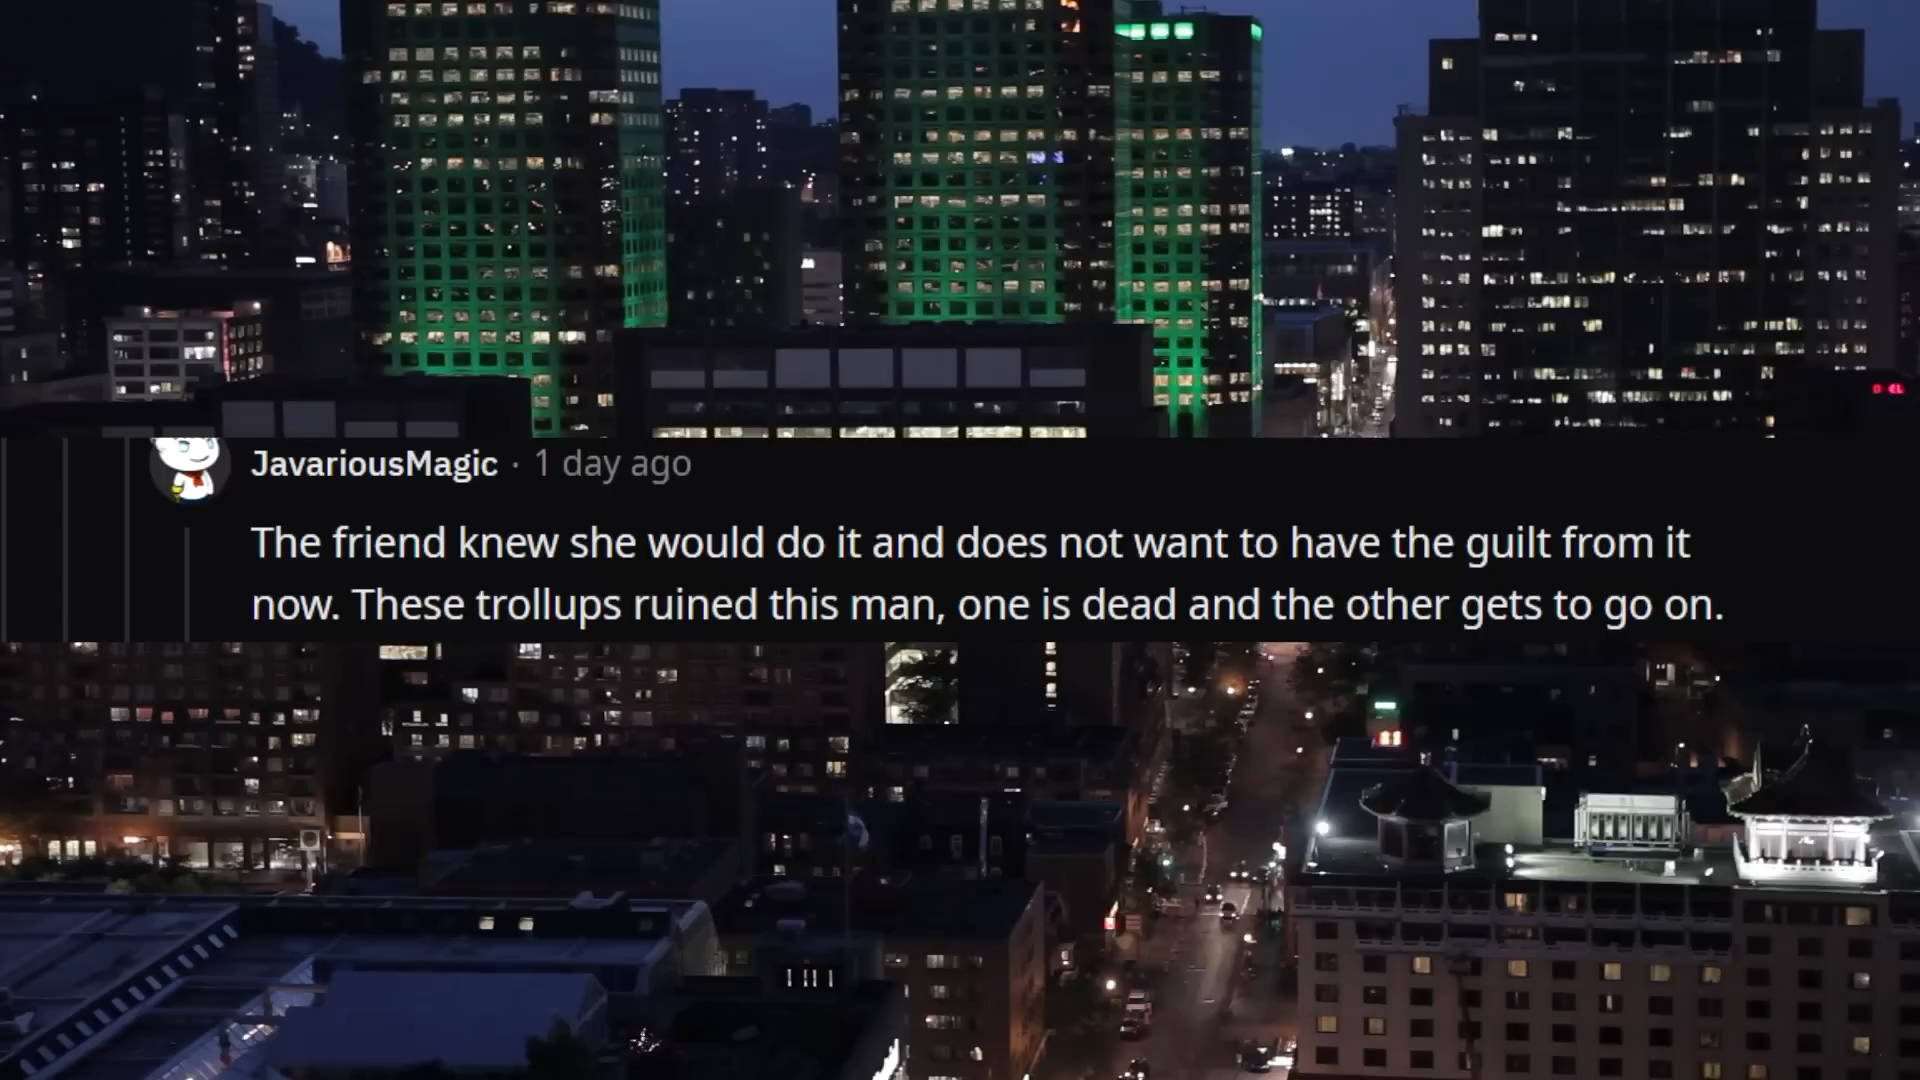 JavariousMagic · 1 day ago
The friend knew she would do it and does not want to have the guilt from it
now. These trollups ruined this man, one is dead and the other gets to go on.